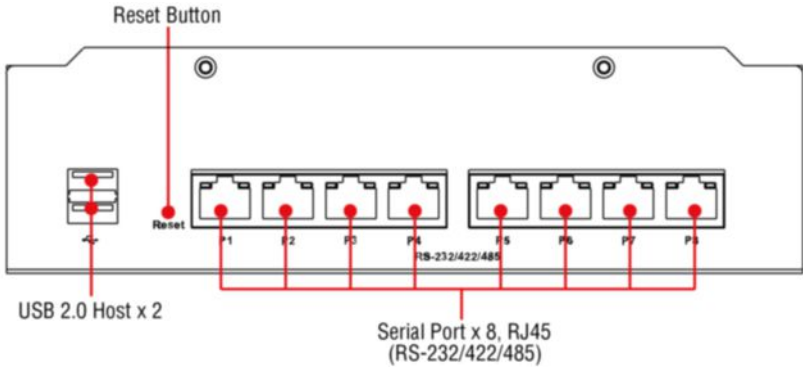 Reset Button
Reset
P1 P2 P3 P4 P5 P6 P7 P8
RS-232/422/485
USB 2.0 Host x 2
Serial Port x 8, RJ45
(RS-232/422/485)